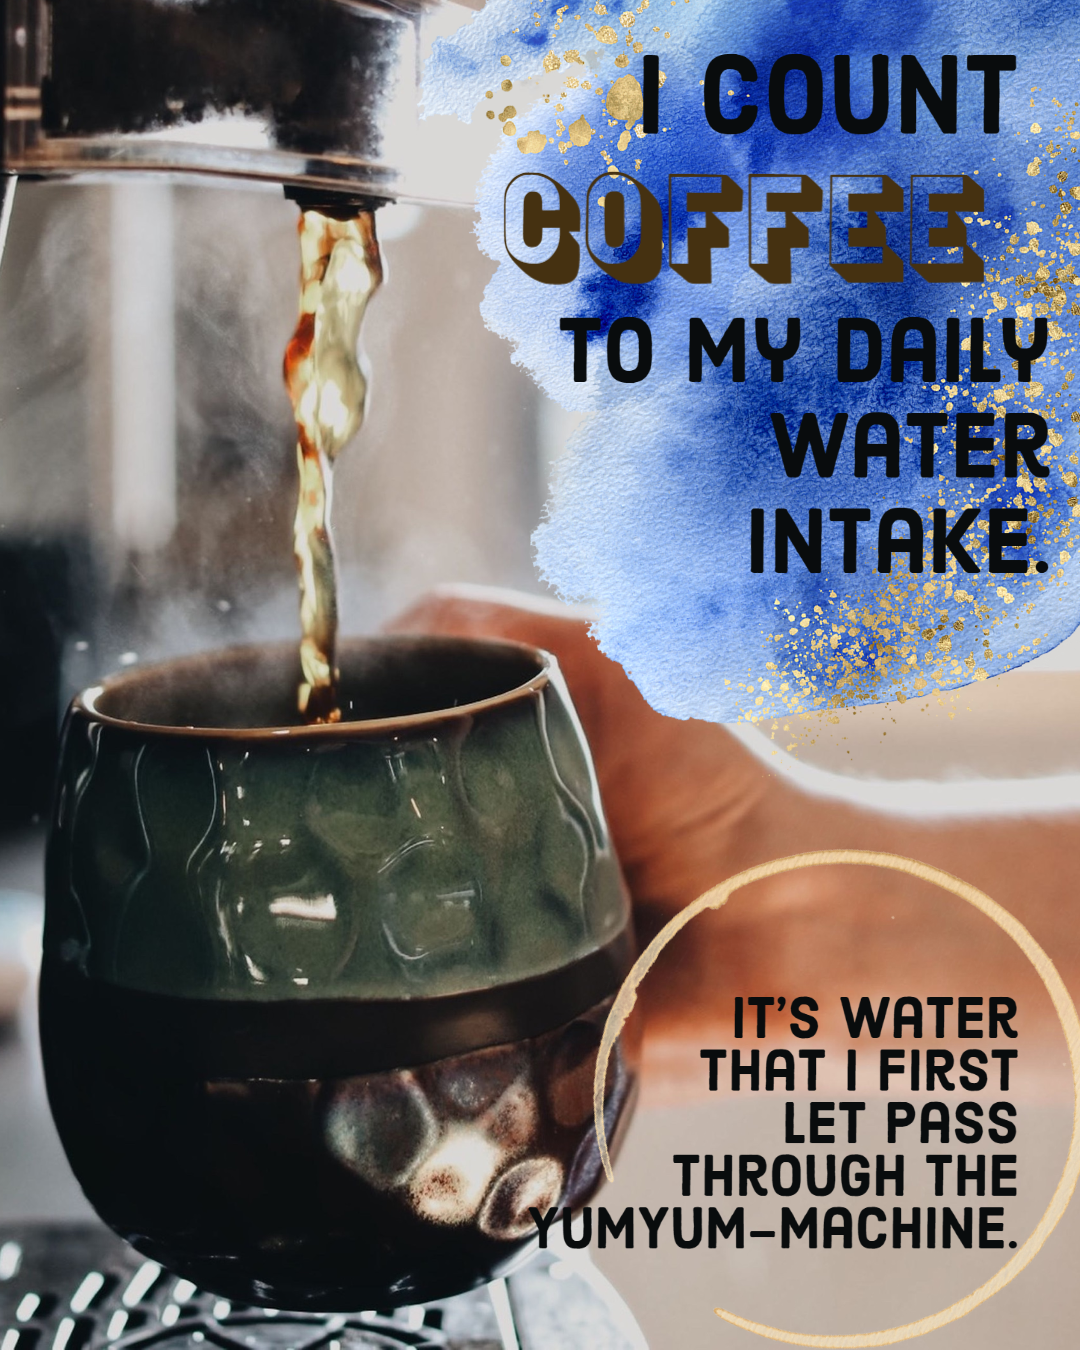 I COUNT
COFFEE
TO MY DAILY
WATER
INTAKE.
IT'S WATER
THAT I FIRST
LET PASS
THROUGH THE
YUMYUM-MACHINE.